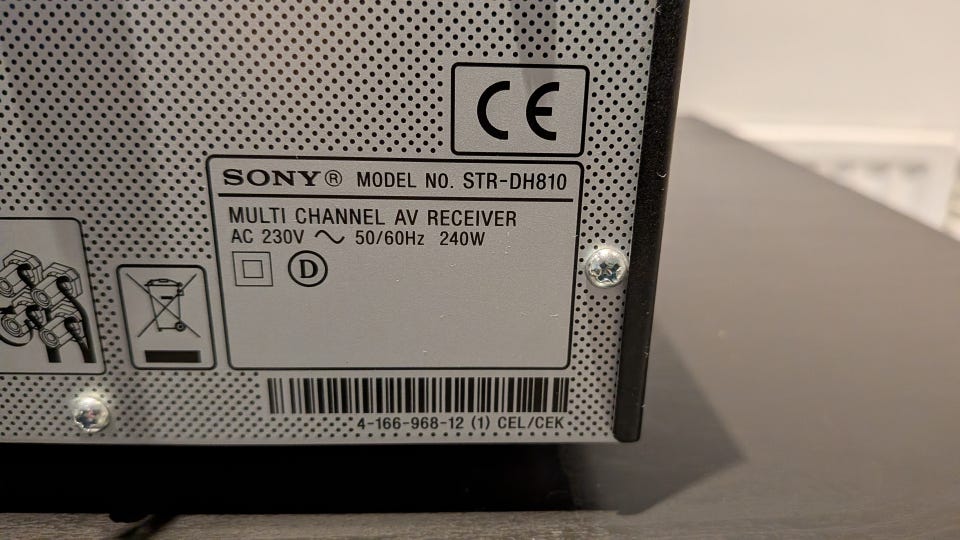 CE
SONY® MODEL NO. STR-DH810
MULTI CHANNEL AV RECEIVER
AC 230V ~ 50/60Hz 240W
D
4-166-968-12 (1) CEL/CEK